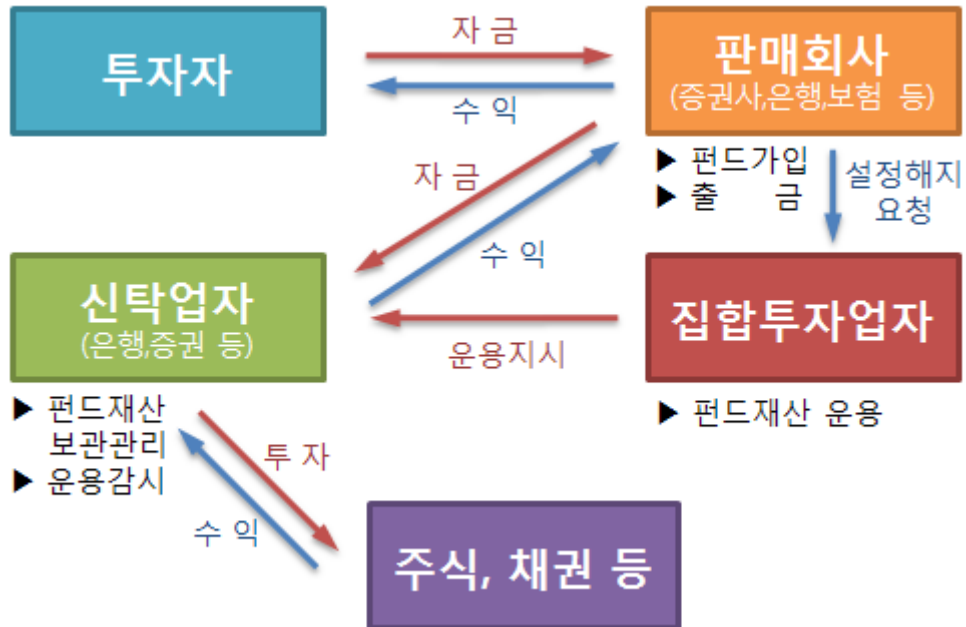 투자자
자 금
수 익
판매회사
(증권사,은행,보험 등)
▶ 펀드가입
▶ 출 금
설정해지
요청
자 금
수 익
신탁업자
(은행,증권 등)
운용지시
집합투자업자
▶ 펀드재산
보관관리
▶ 운용감시
▶ 펀드재산 운용
투 자
수 익
주식, 채권 등